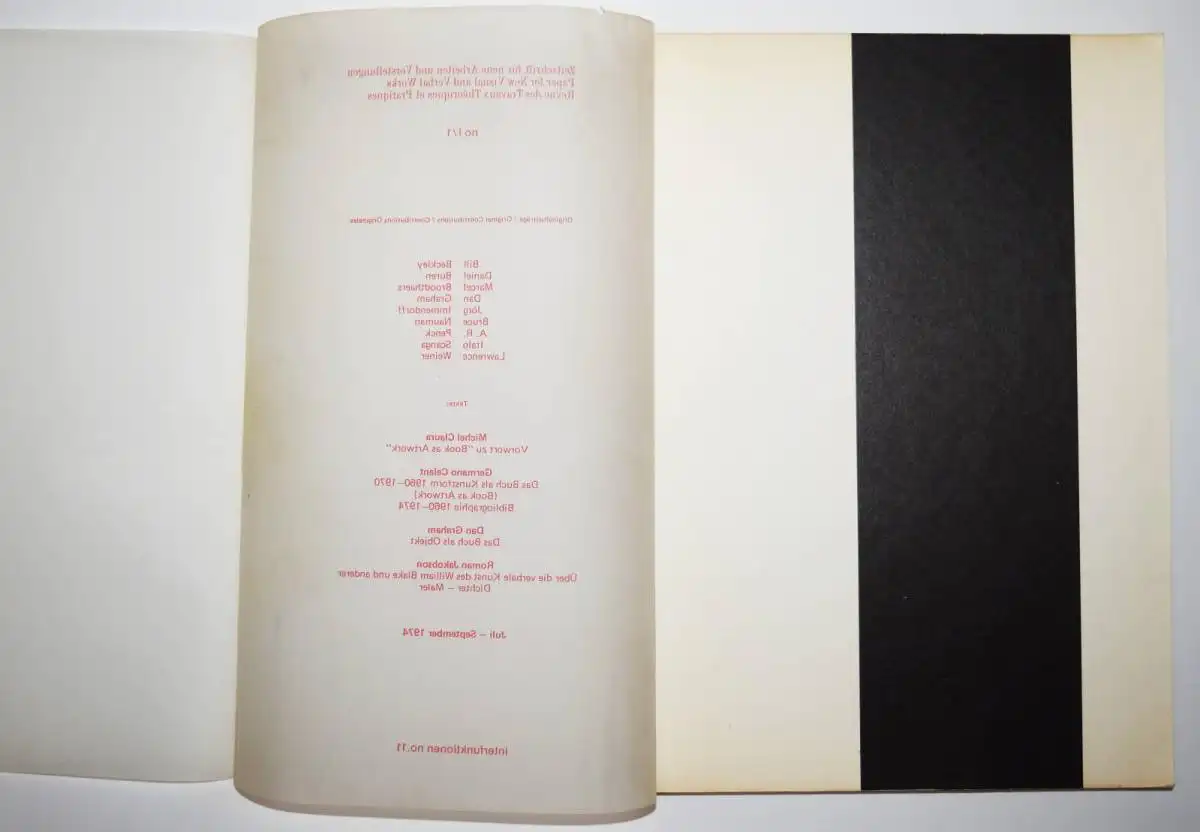 Zeitschrift für neue Arbeiten und Vorstellungen
Paper for New Visual and Verbal Works
Revue des Travaux Théoriques et Pratiques
no I/1
Originalbeiträge / Original Contributions / Contributions Originales
Bill Beckley
Daniel Buren
Marcel Broodthaers
Dan Graham
Jörg Immendorff
Bruce Nauman
A. R. Penck
Italo Scanga
Lawrence Weiner
Texte:
Michel Claura
Vorwort zu "Book as Artwork"
Germano Celant
Das Buch als Kunstform 1960–1970
(Book as Artwork)
Bibliographie 1960–1974
Dan Graham
Das Buch als Objekt
Roman Jakobson
Über die verbale Kunst des William Blake und anderer
Dichter – Maler
Juli – September 1974
interfunktionen no.11